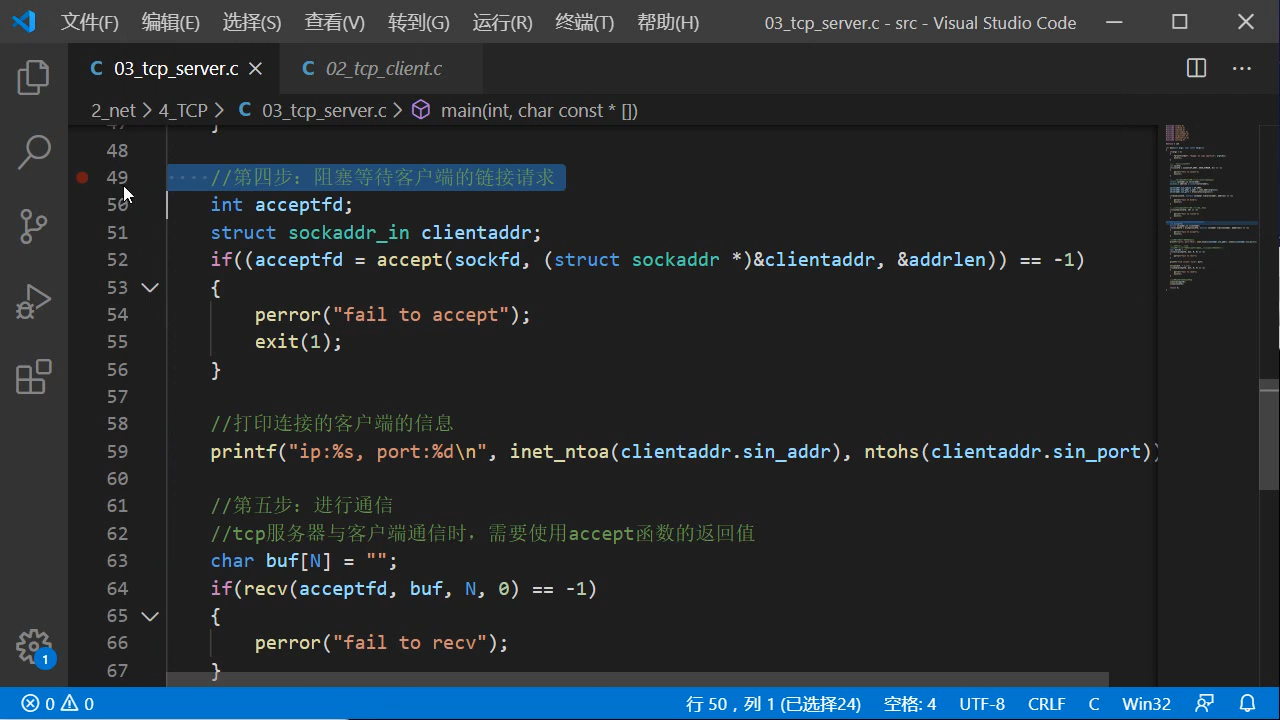 文件(F) 编辑(E) 选择(S) 查看(V) 转到(G) 运行(R) 终端(T) 帮助(H) 03_tcp_server.c - src - Visual Studio Code
C 03_tcp_server.c C 02_tcp_client.c
2_net > 4_TCP > C 03_tcp_server.c > main(int, char const * [])
47 }
48
49 //第四步：阻塞等待客户端的链接请求
50 int acceptfd;
51 struct sockaddr_in clientaddr;
52 if((acceptfd = accept(sockfd, (struct sockaddr *)&clientaddr, &addrlen)) == -1)
53 {
54 perror("fail to accept");
55 exit(1);
56 }
57
58 //打印连接的客户端的信息
59 printf("ip:%s, port:%d\n", inet_ntoa(clientaddr.sin_addr), ntohs(clientaddr.sin_port))
60
61 //第五步：进行通信
62 //tcp服务器与客户端通信时，需要使用accept函数的返回值
63 char buf[N] = "";
64 if(recv(acceptfd, buf, N, 0) == -1)
65 {
66 perror("fail to recv");
67 }
1
0 0 行 50，列 1 (已选择24) 空格: 4 UTF-8 CRLF C Win32